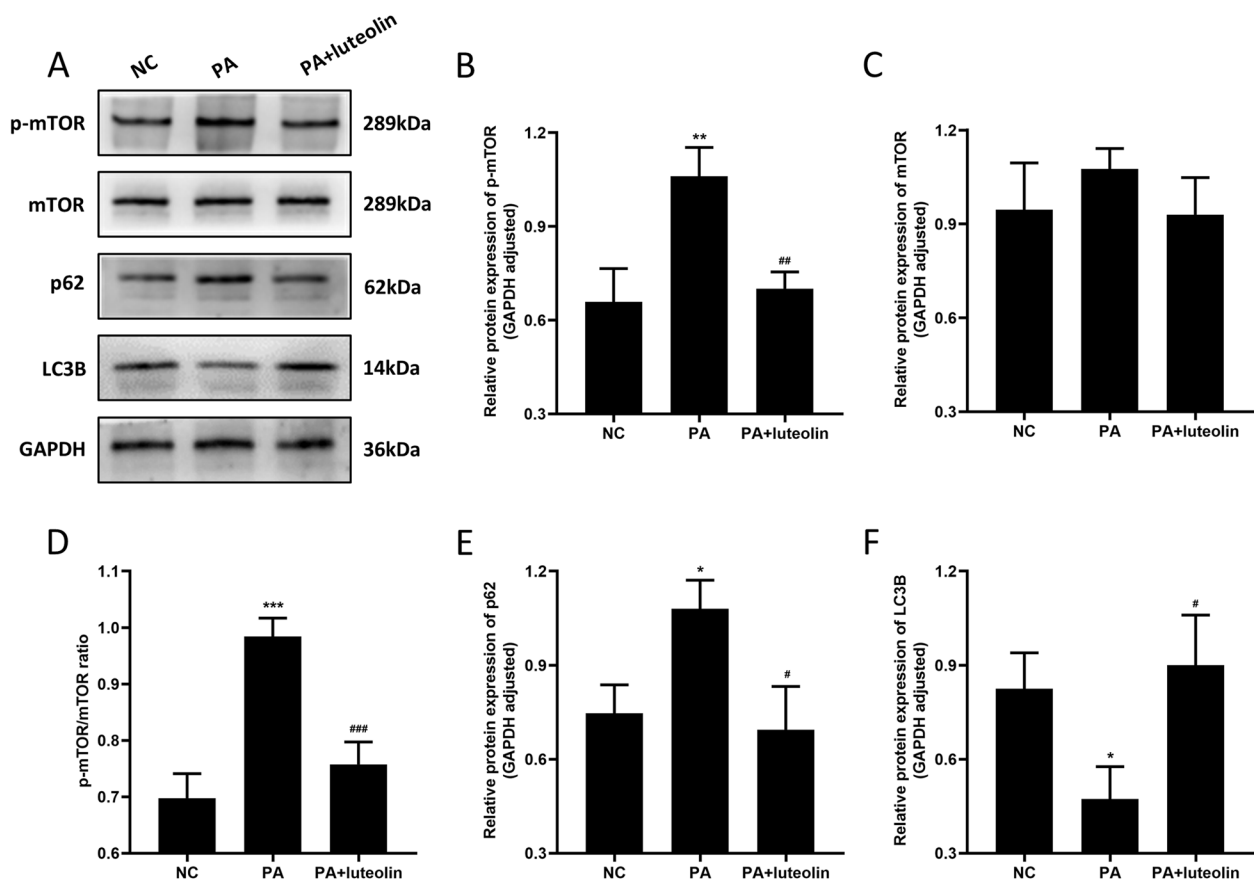 A
NC
PA
PA+luteolin
p-mTOR
289kDa
mTOR
289kDa
p62
62kDa
LC3B
14kDa
GAPDH
36kDa
B
Relative protein expression of p-mTOR
(GAPDH adjusted)
1.2
0.9
0.6
0.3
**
##
NC
PA
PA+luteolin
C
Relative protein expression of mTOR
(GAPDH adjusted)
1.2
0.9
0.6
0.3
NC
PA
PA+luteolin
D
p-mTOR/mTOR ratio
1.1
1.0
0.9
0.8
0.7
0.6
***
###
NC
PA
PA+luteolin
E
Relative protein expression of p62
(GAPDH adjusted)
1.2
0.9
0.6
0.3
*
#
NC
PA
PA+luteolin
F
Relative protein expression of LC3B
(GAPDH adjusted)
1.2
0.9
0.6
0.3
*
#
NC
PA
PA+luteolin